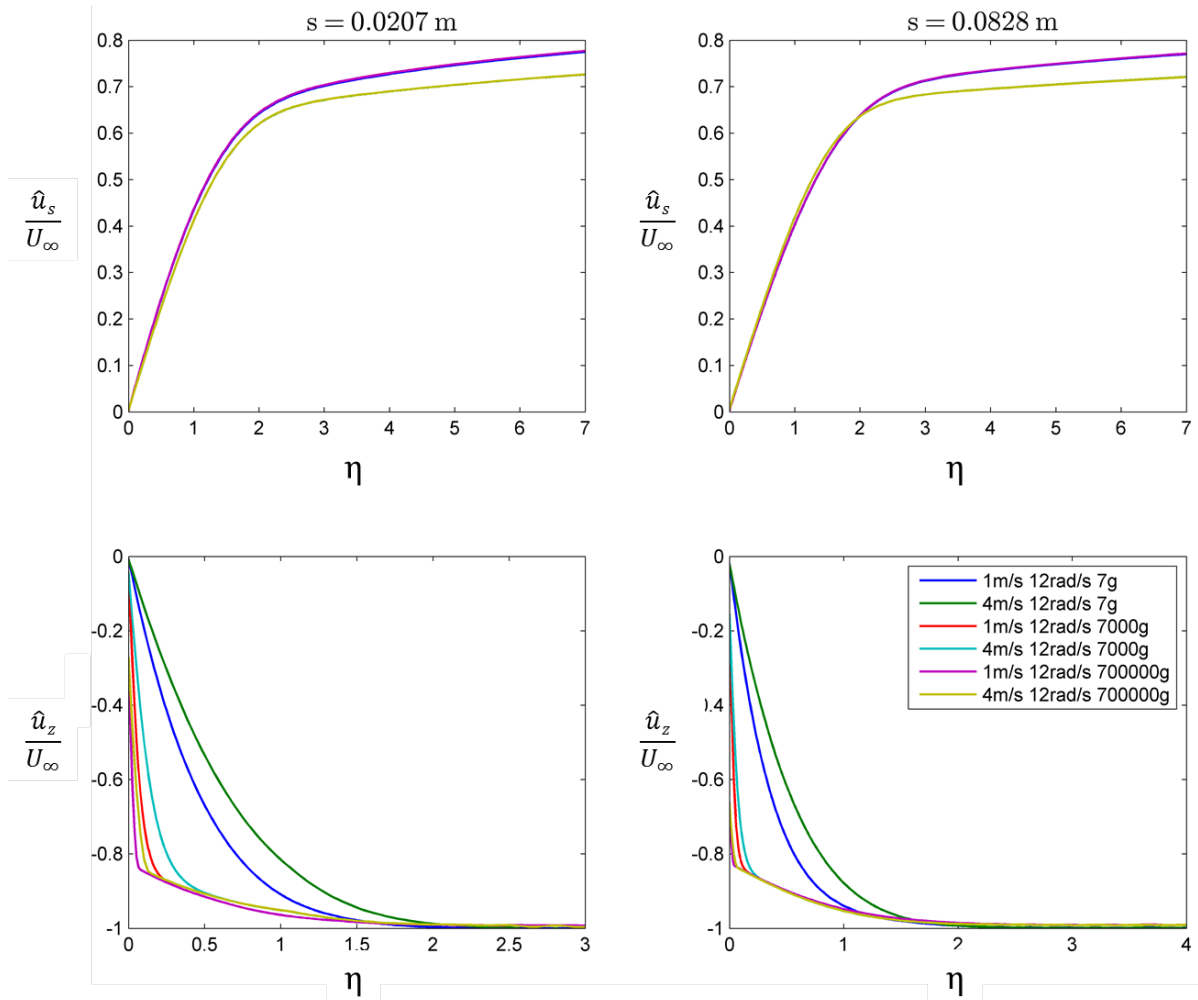 s = 0.0207 m
s = 0.0828 m
0.8
0.7
0.6
0.5
0.4
0.3
0.2
0.1
0
û_s
U_∞
0 1 2 3 4 5 6 7
η
0.8
0.7
0.6
0.5
0.4
0.3
0.2
0.1
0
û_s
U_∞
0 1 2 3 4 5 6 7
η
0
-0.2
-0.4
-0.6
-0.8
-1
û_z
U_∞
0 0.5 1 1.5 2 2.5 3
η
0
-0.2
.4
-0.6
-0.8
-1
û_z
U_∞
0 1 2 3 4
η
1m/s 12rad/s 7g
4m/s 12rad/s 7g
1m/s 12rad/s 7000g
4m/s 12rad/s 7000g
1m/s 12rad/s 700000g
4m/s 12rad/s 700000g